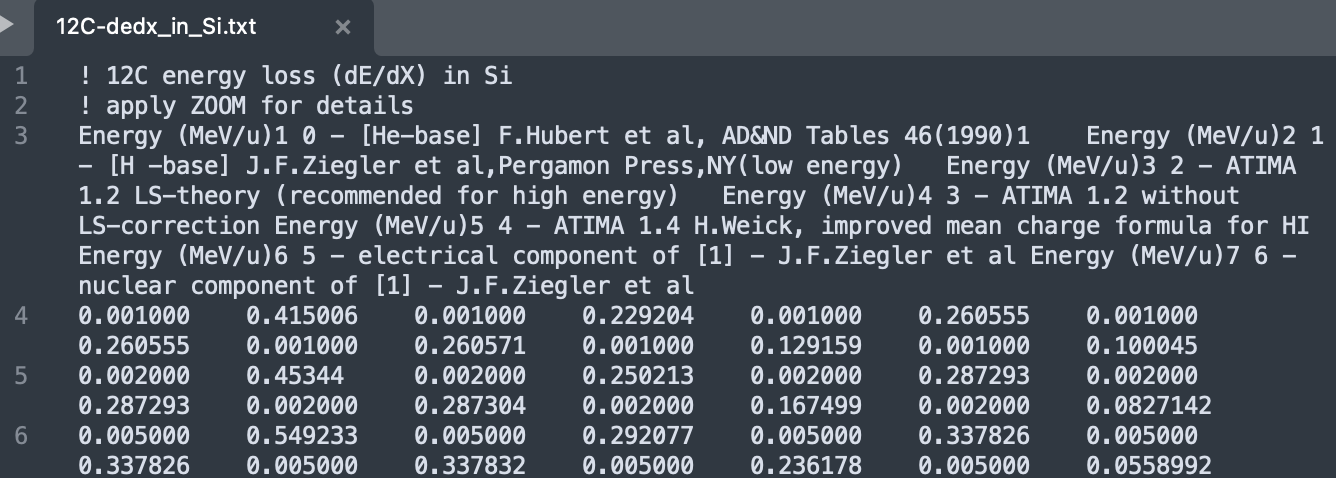 12C-dedx_in_Si.txt ×
1 ! 12C energy loss (dE/dX) in Si
2 ! apply ZOOM for details
3 Energy (MeV/u)1 0 - [He-base] F.Hubert et al, AD&ND Tables 46(1990)1 Energy (MeV/u)2 1
- [H -base] J.F.Ziegler et al,Pergamon Press,NY(low energy) Energy (MeV/u)3 2 - ATIMA
1.2 LS-theory (recommended for high energy) Energy (MeV/u)4 3 - ATIMA 1.2 without
LS-correction Energy (MeV/u)5 4 - ATIMA 1.4 H.Weick, improved mean charge formula for HI
Energy (MeV/u)6 5 - electrical component of [1] - J.F.Ziegler et al Energy (MeV/u)7 6 -
nuclear component of [1] - J.F.Ziegler et al
4 0.001000 0.415006 0.001000 0.229204 0.001000 0.260555 0.001000
0.260555 0.001000 0.260571 0.001000 0.129159 0.001000 0.100045
5 0.002000 0.45344 0.002000 0.250213 0.002000 0.287293 0.002000
0.287293 0.002000 0.287304 0.002000 0.167499 0.002000 0.0827142
6 0.005000 0.549233 0.005000 0.292077 0.005000 0.337826 0.005000
0.337826 0.005000 0.337832 0.005000 0.236178 0.005000 0.0558992